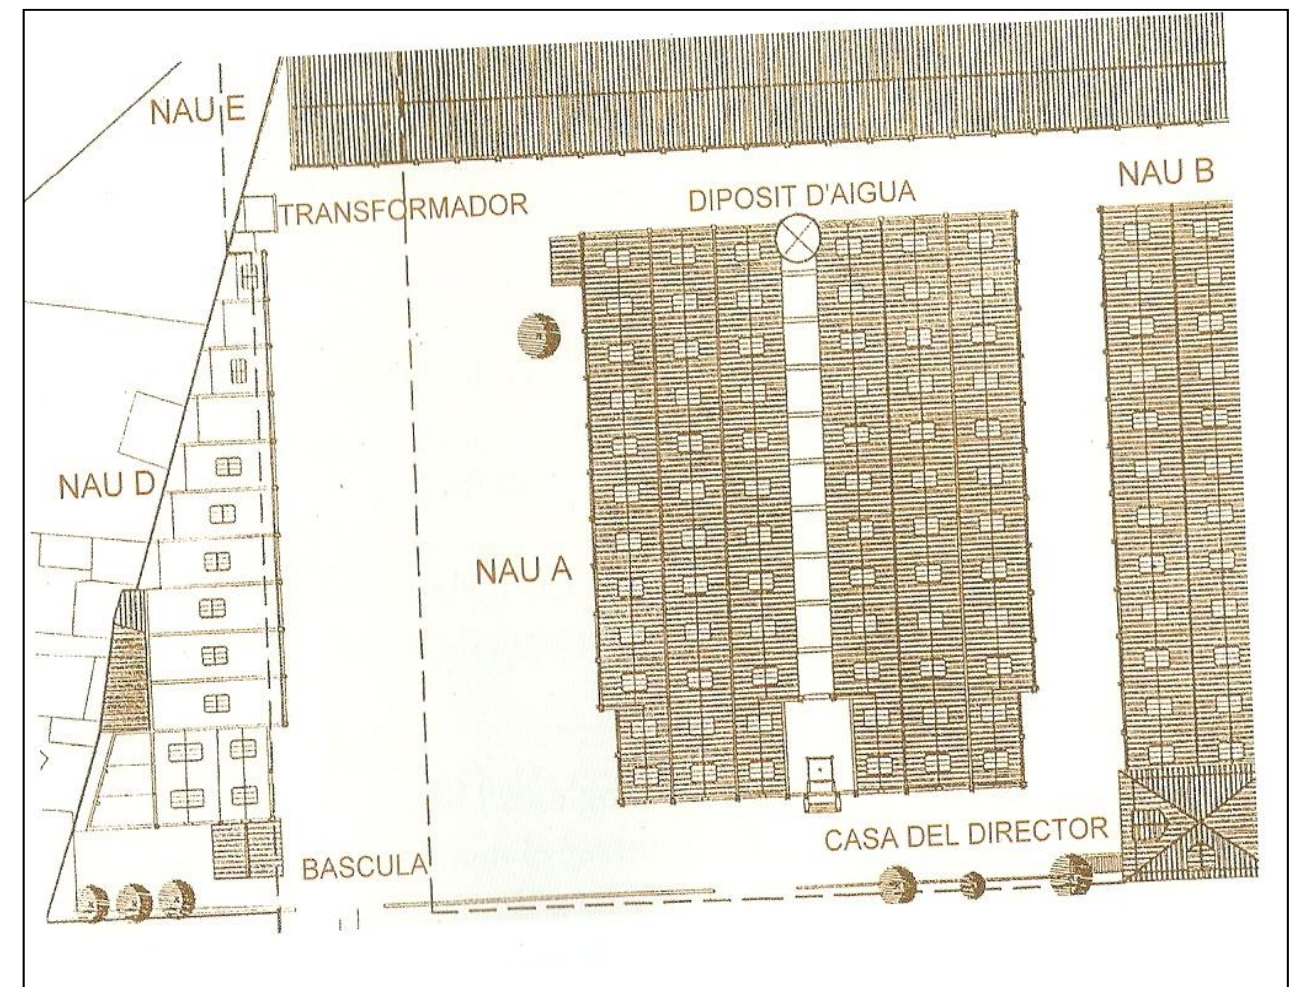 NAU E
NAU B
DIPOSIT D'AIGUA
TRANSFORMADOR
NAU D
NAU A
CASA DEL DIRECTOR
BASCULA